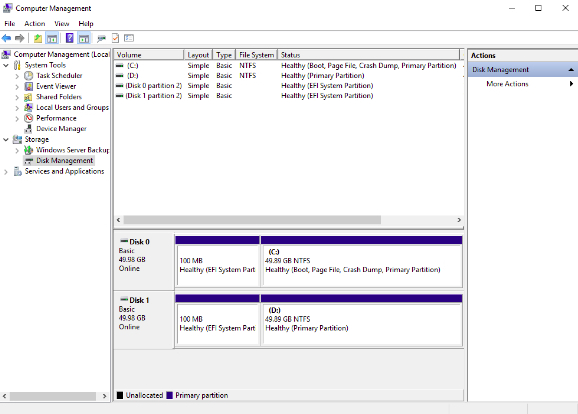 Computer Management
File Action View Help
Computer Management (Local
System Tools
Task Scheduler
Event Viewer
Shared Folders
Local Users and Groups
Performance
Device Manager
Storage
Windows Server Backup
Disk Management
Services and Applications
Volume Layout Type File System Status
(C:) Simple Basic NTFS Healthy (Boot, Page File, Crash Dump, Primary Partition)
(D:) Simple Basic NTFS Healthy (Primary Partition)
(Disk 0 partition 2) Simple Basic Healthy (EFI System Partition)
(Disk 1 partition 2) Simple Basic Healthy (EFI System Partition)
Disk 0
Basic
49.98 GB
Online
100 MB
Healthy (EFI System Part
(C:)
49.89 GB NTFS
Healthy (Boot, Page File, Crash Dump, Primary Partition)
Disk 1
Basic
49.98 GB
Online
100 MB
Healthy (EFI System Part
(D:)
49.89 GB NTFS
Healthy (Primary Partition)
Unallocated Primary partition
Actions
Disk Management
More Actions